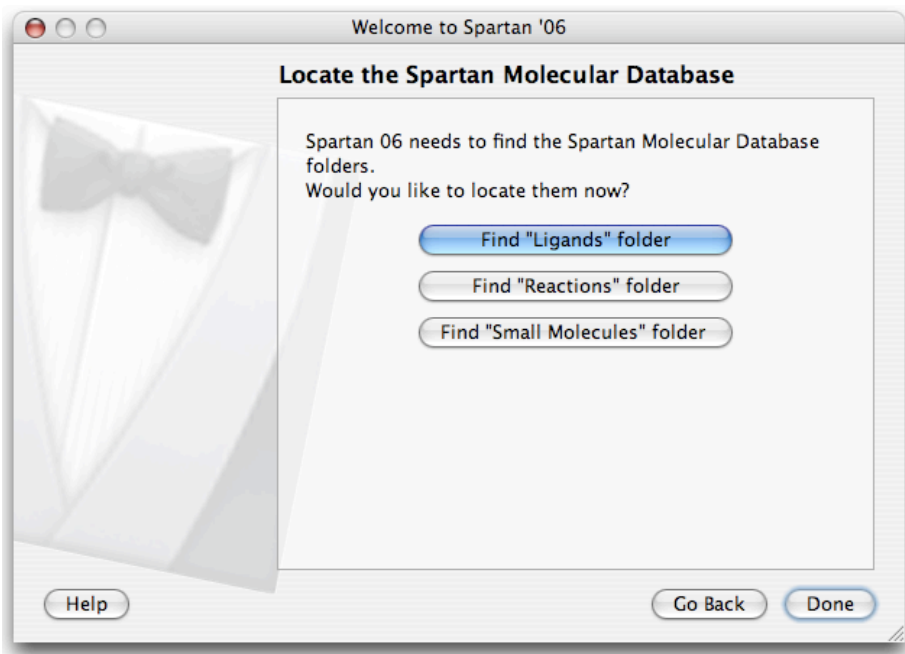 Welcome to Spartan '06
Locate the Spartan Molecular Database
Spartan 06 needs to find the Spartan Molecular Database
folders.
Would you like to locate them now?
Find "Ligands" folder
Find "Reactions" folder
Find "Small Molecules" folder
Help
Go Back
Done